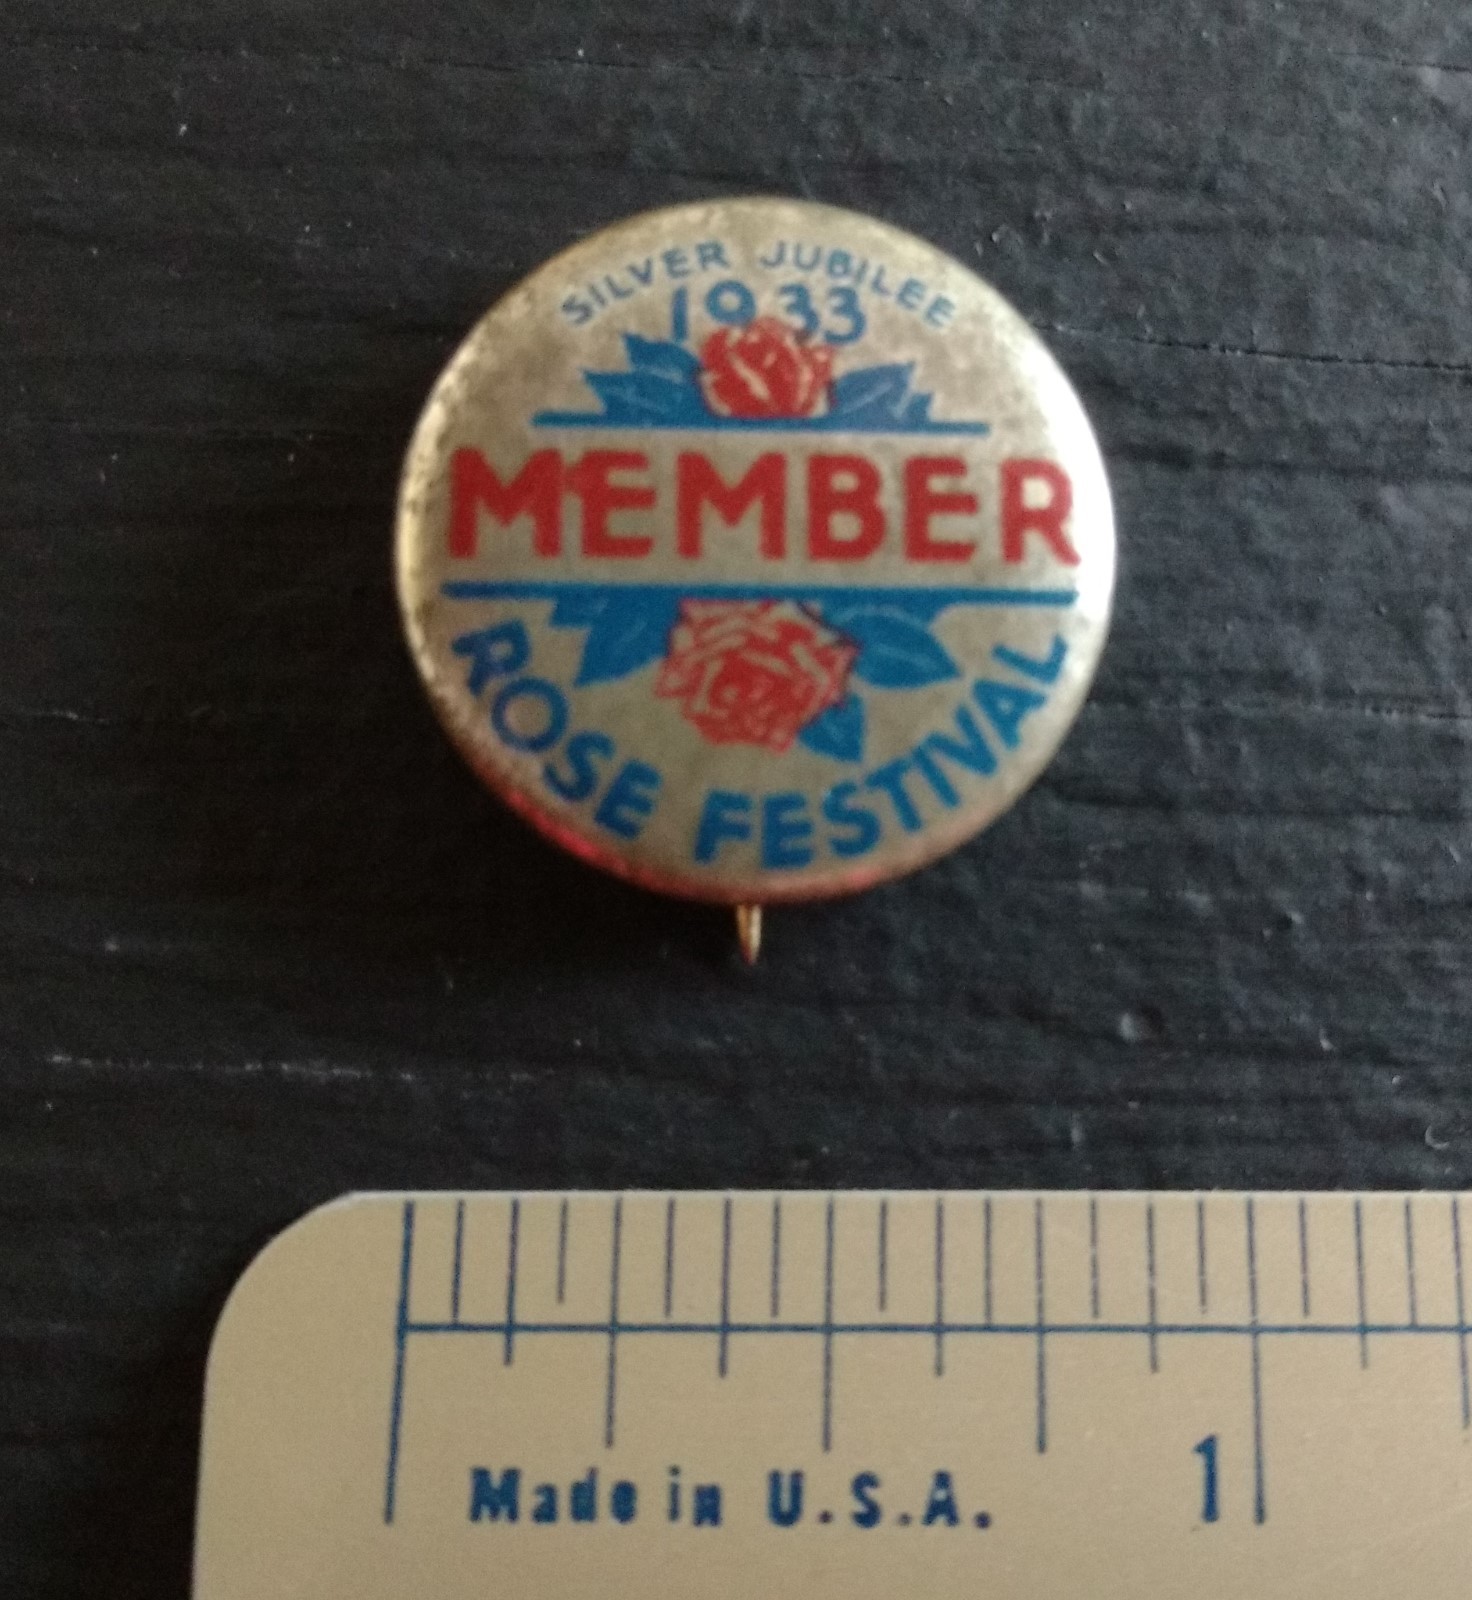 SILVER JUBILEE
1933
MEMBER
ROSE FESTIVAL
Made in U.S.A.
1